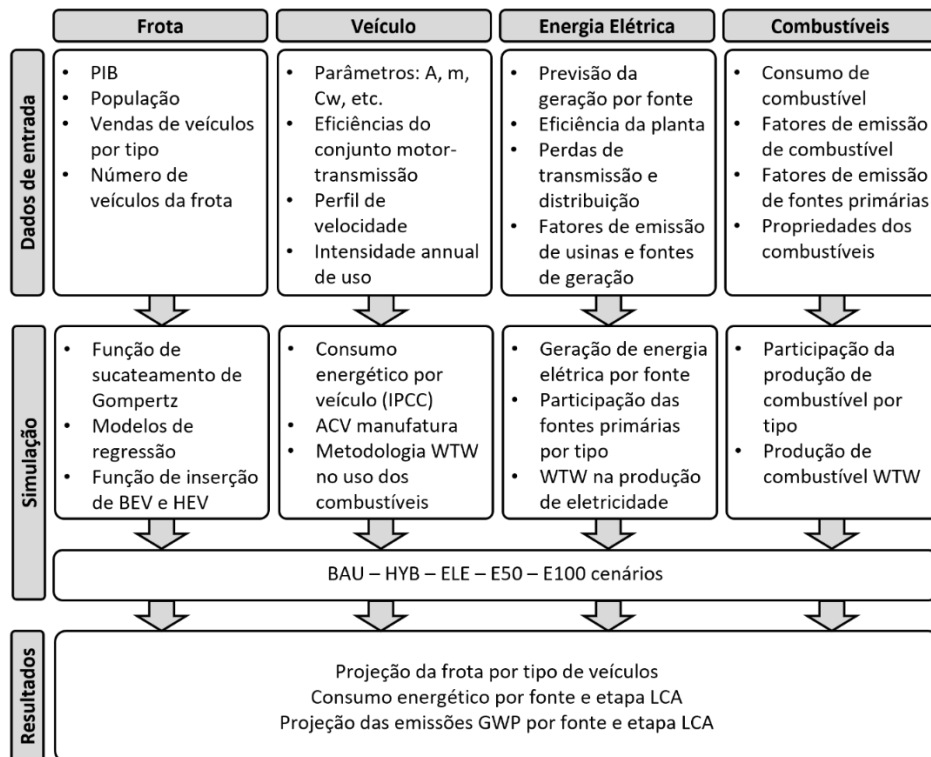 Frota
Veículo
Energia Elétrica
Combustíveis
Dados de entrada
• PIB
• População
• Vendas de veículos
por tipo
• Número de
veículos da frota
• Parâmetros: A, m,
Cw, etc.
• Eficiências do
conjunto motor-
transmissão
• Perfil de
velocidade
• Intensidade anual
de uso
• Previsão da
geração por fonte
• Eficiência da planta
• Perdas de
transmissão e
distribuição
• Fatores de emissão
de usinas e fontes
de geração
• Consumo de
combustível
• Fatores de emissão
de combustível
• Fatores de emissão
de fontes primárias
• Propriedades dos
combustíveis
Simulação
• Função de
sucateamento de
Gompertz
• Modelos de
regressão
• Função de inserção
de BEV e HEV
• Consumo
energético por
veículo (IPCC)
• ACV manufatura
• Metodologia WTW
no uso dos
combustíveis
• Geração de energia
elétrica por fonte
• Participação das
fontes primárias
por tipo
• WTW na produção
de eletricidade
• Participação da
produção de
combustível por
tipo
• Produção de
combustível WTW
BAU – HYB – ELE – E50 – E100 cenários
Resultados
Projeção da frota por tipo de veículos
Consumo energético por fonte e etapa LCA
Projeção das emissões GWP por fonte e etapa LCA